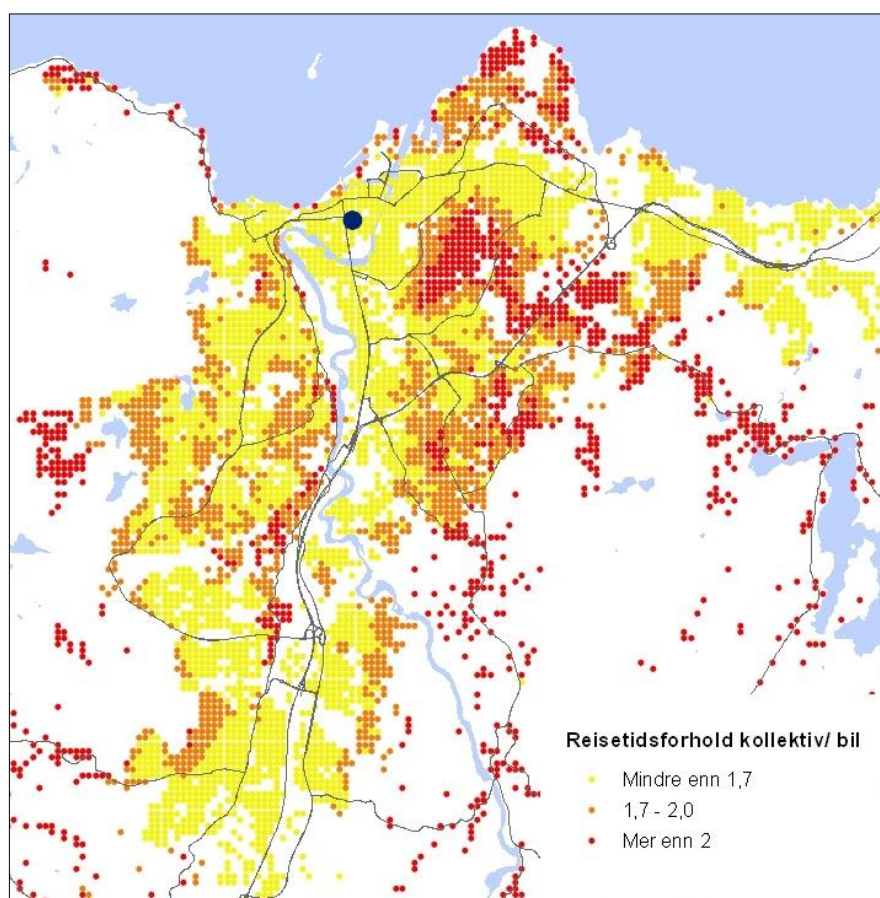 Reisetidsforhold kollektiv/ bil
Mindre enn 1,7
1,7 - 2,0
Mer enn 2